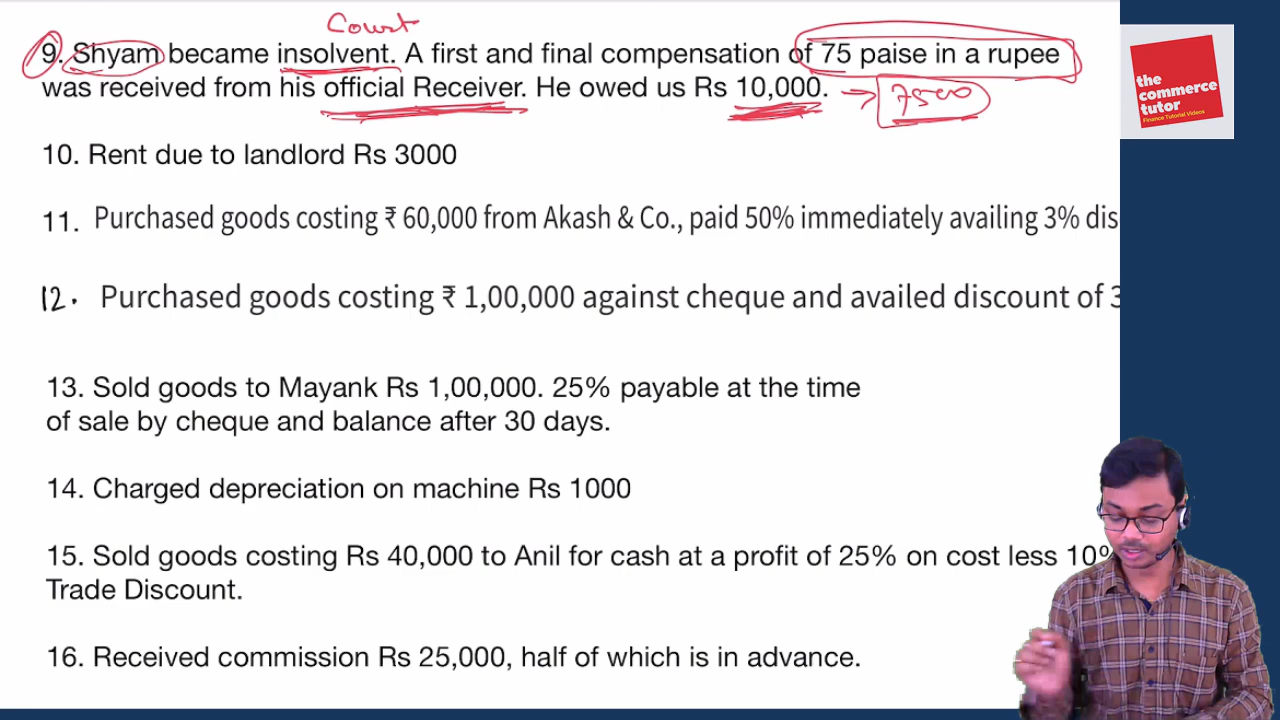 Court
9. Shyam became insolvent. A first and final compensation of 75 paise in a rupee
was received from his official Receiver. He owed us Rs 10,000. → 7500
10. Rent due to landlord Rs 3000
11. Purchased goods costing ₹ 60,000 from Akash & Co., paid 50% immediately availing 3% dis
12. Purchased goods costing ₹ 1,00,000 against cheque and availed discount of 3
13. Sold goods to Mayank Rs 1,00,000. 25% payable at the time
of sale by cheque and balance after 30 days.
14. Charged depreciation on machine Rs 1000
15. Sold goods costing Rs 40,000 to Anil for cash at a profit of 25% on cost less 10%
Trade Discount.
16. Received commission Rs 25,000, half of which is in advance.
the
commerce
tutor
Finance Tutorial Videos